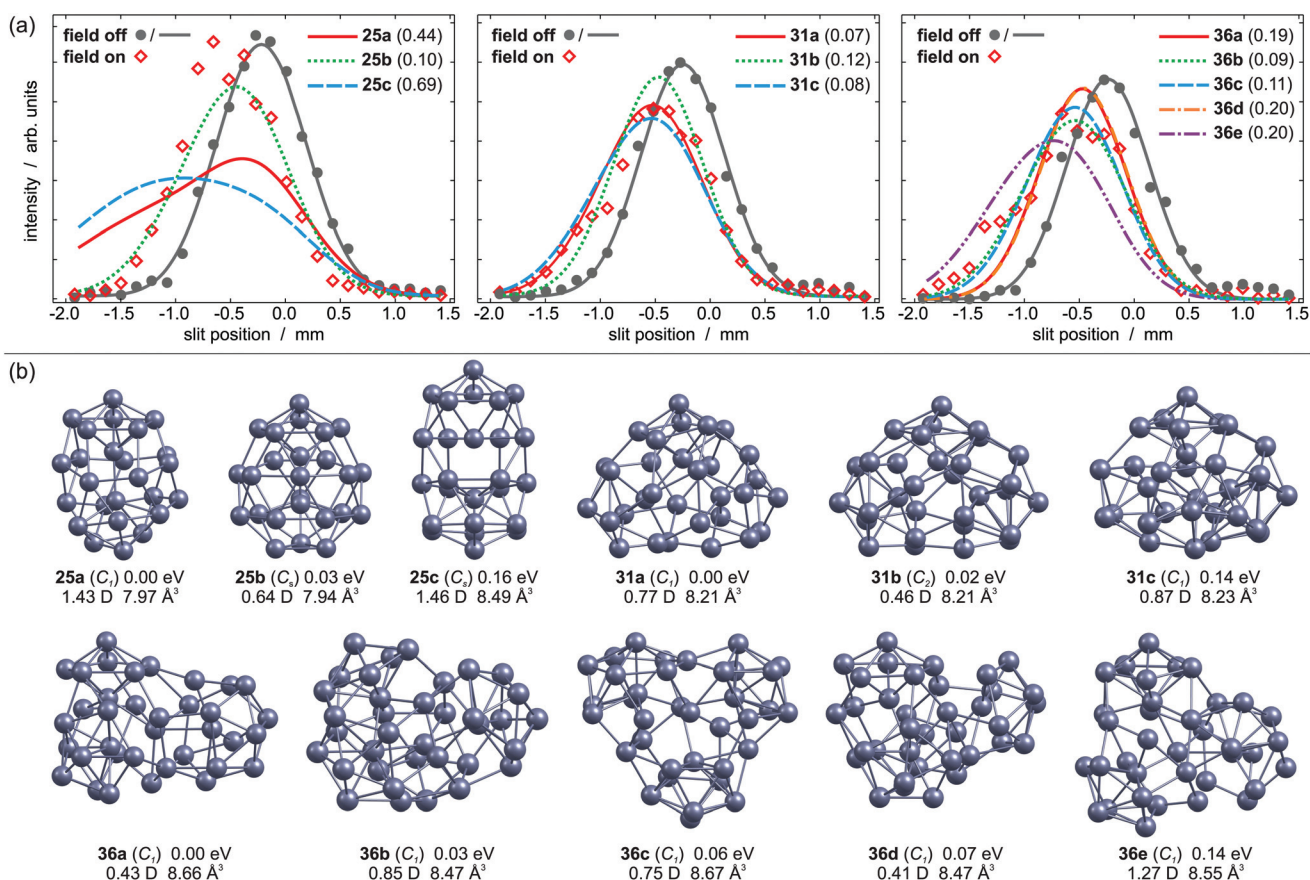 (a)
field off ● / —
field on ◇
25a (0.44)
25b (0.10)
25c (0.69)
intensity / arb. units
-2.0 -1.5 -1.0 -0.5 0.0 0.5 1.0 1.5
slit position / mm
field off ● / —
field on ◇
31a (0.07)
31b (0.12)
31c (0.08)
-2.0 -1.5 -1.0 -0.5 0.0 0.5 1.0 1.5
slit position / mm
field off ● / —
field on ◇
36a (0.19)
36b (0.09)
36c (0.11)
36d (0.20)
36e (0.20)
-2.0 -1.5 -1.0 -0.5 0.0 0.5 1.0 1.5
slit position / mm
(b)
25a (C₁) 0.00 eV
1.43 D 7.97 Å³
25b (Cₛ) 0.03 eV
0.64 D 7.94 Å³
25c (Cₛ) 0.16 eV
1.46 D 8.49 Å³
31a (C₁) 0.00 eV
0.77 D 8.21 Å³
31b (C₂) 0.02 eV
0.46 D 8.21 Å³
31c (C₁) 0.14 eV
0.87 D 8.23 Å³
36a (C₁) 0.00 eV
0.43 D 8.66 Å³
36b (C₁) 0.03 eV
0.85 D 8.47 Å³
36c (C₁) 0.06 eV
0.75 D 8.67 Å³
36d (C₁) 0.07 eV
0.41 D 8.47 Å³
36e (C₁) 0.14 eV
1.27 D 8.55 Å³